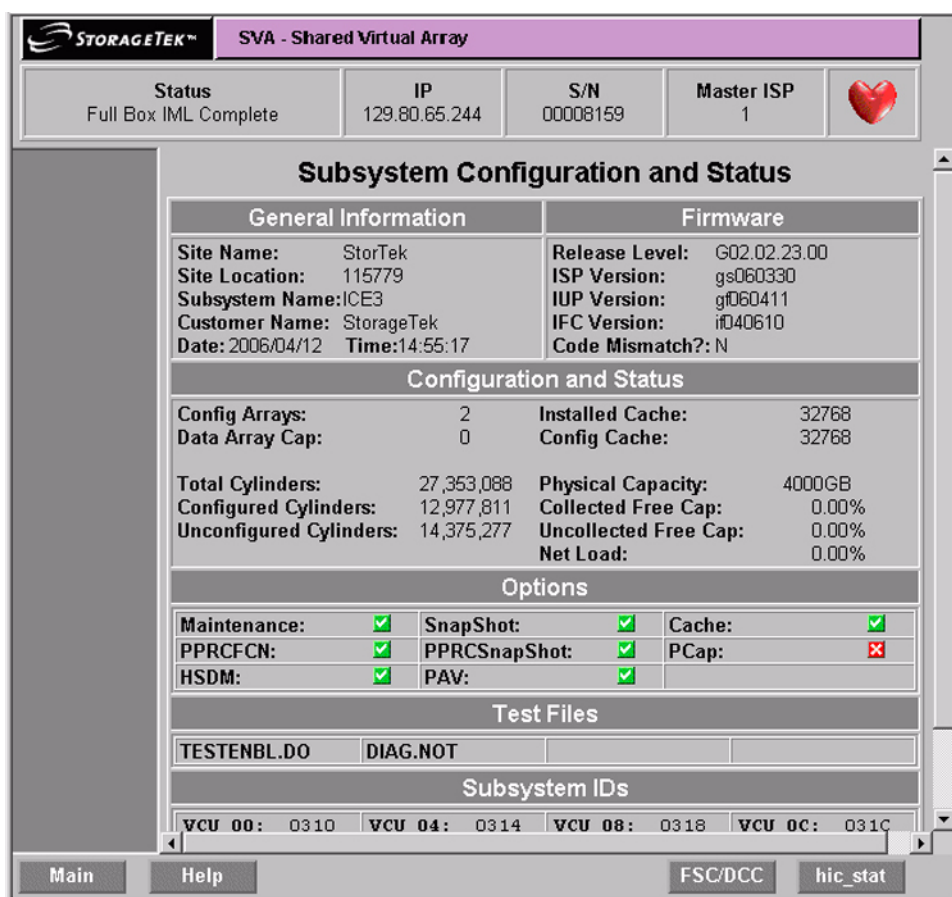 STORAGETEK™ SVA - Shared Virtual Array
Status IP S/N Master ISP
Full Box IML Complete 129.80.65.244 00008159 1
Subsystem Configuration and Status
General Information Firmware
Site Name: StorTek Release Level: G02.02.23.00
Site Location: 115779 ISP Version: gs060330
Subsystem Name: ICE3 IUP Version: gf060411
Customer Name: StorageTek IFC Version: if040610
Date: 2006/04/12 Time: 14:55:17 Code Mismatch?: N
Configuration and Status
Config Arrays: 2 Installed Cache: 32768
Data Array Cap: 0 Config Cache: 32768
Total Cylinders: 27,353,088 Physical Capacity: 4000GB
Configured Cylinders: 12,977,811 Collected Free Cap: 0.00%
Unconfigured Cylinders: 14,375,277 Uncollected Free Cap: 0.00%
Net Load: 0.00%
Options
Maintenance: SnapShot: Cache:
PPRCFCN: PPRCSnapShot: PCap:
HSDM: PAV:
Test Files
TESTENBL.DO DIAG.NOT
Subsystem IDs
VCU 00: 0310 VCU 04: 0314 VCU 08: 0318 VCU 0C: 031C
Main Help FSC/DCC hic_stat